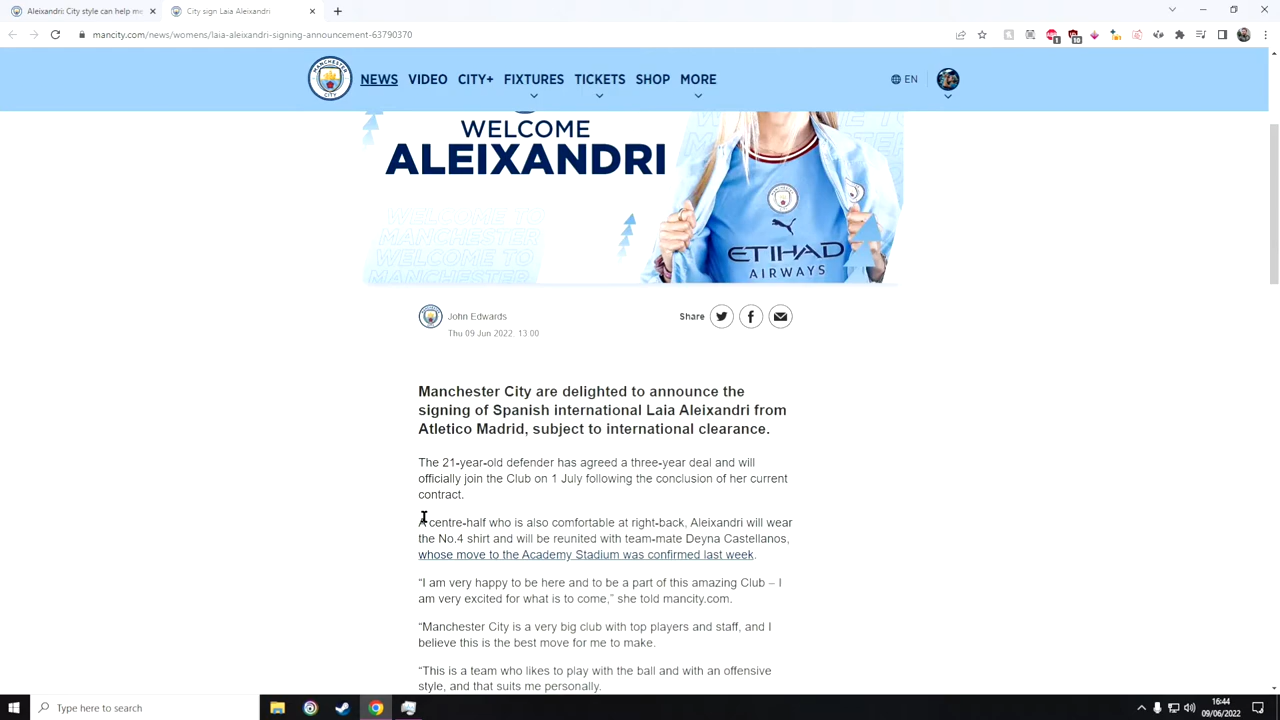 Aleixandri: City style can help me
City sign Laia Aleixandri
mancity.com/news/womens/laia-aleixandri-signing-announcement-63790370
NEWS VIDEO CITY+ FIXTURES TICKETS SHOP MORE EN
WELCOME
ALEIXANDRI
WELCOME TO
MANCHESTER
WELCOME TO
MANCHESTER
ETIHAD
AIRWAYS
John Edwards
Thu 09 Jun 2022, 13:00
Share
Manchester City are delighted to announce the
signing of Spanish international Laia Aleixandri from
Atletico Madrid, subject to international clearance.
The 21-year-old defender has agreed a three-year deal and will
officially join the Club on 1 July following the conclusion of her current
contract.
A centre-half who is also comfortable at right-back, Aleixandri will wear
the No.4 shirt and will be reunited with team-mate Deyna Castellanos,
whose move to the Academy Stadium was confirmed last week.
“I am very happy to be here and to be a part of this amazing Club – I
am very excited for what is to come,” she told mancity.com.
“Manchester City is a very big club with top players and staff, and I
believe this is the best move for me to make.
“This is a team who likes to play with the ball and with an offensive
style, and that suits me personally.
Type here to search
16:44
09/06/2022